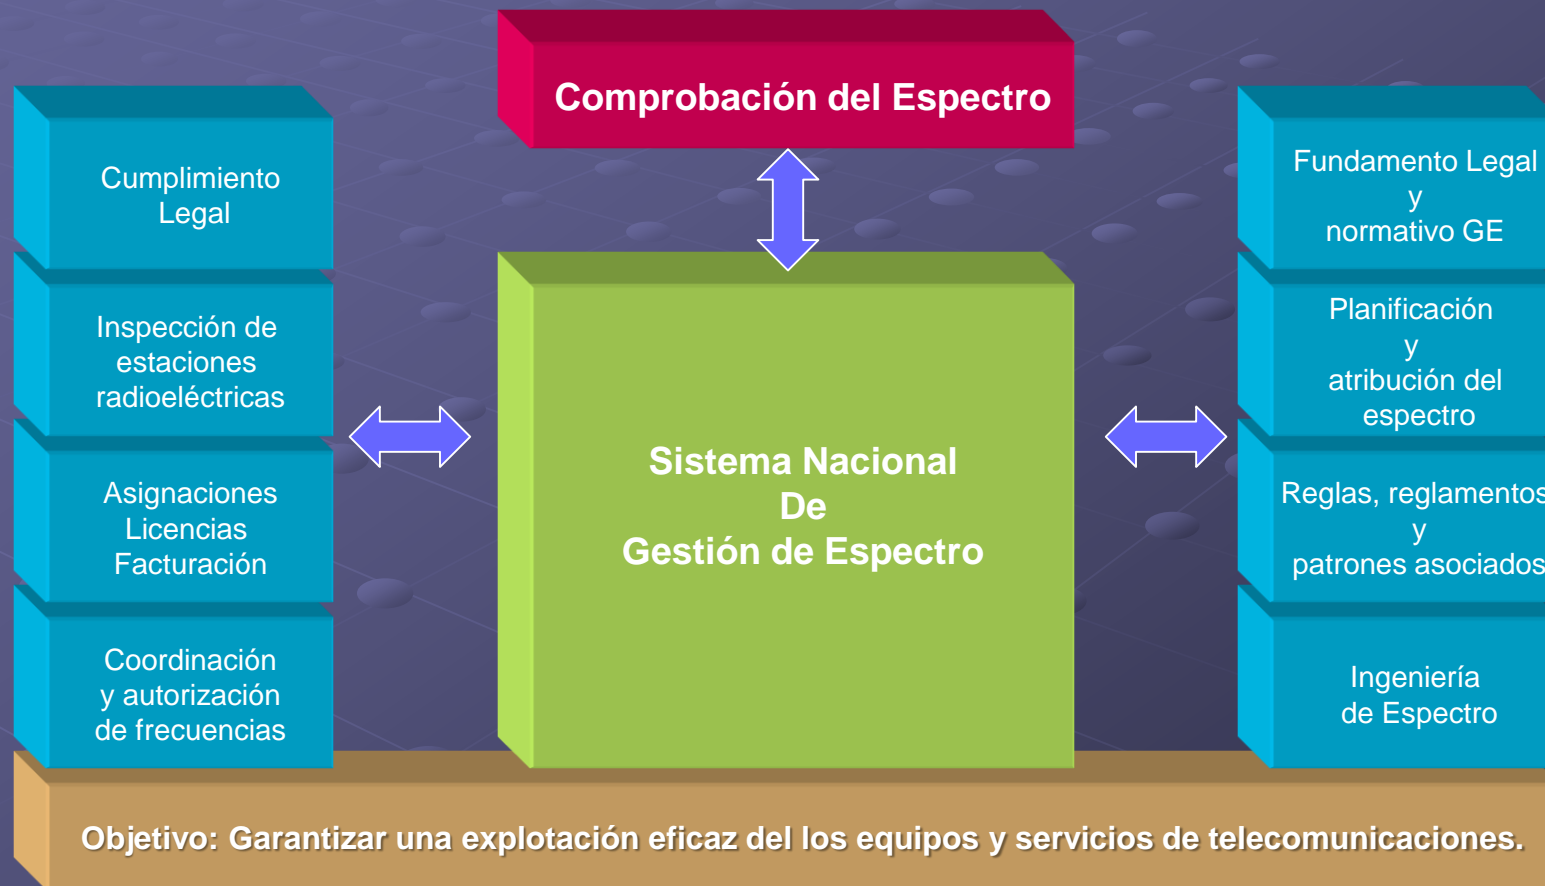 Comprobación del Espectro
Cumplimiento
Legal
Inspección de
estaciones
radioeléctricas
Asignaciones
Licencias
Facturación
Coordinación
y autorización
de frecuencias
Sistema Nacional
De
Gestión de Espectro
Fundamento Legal
y
normativo GE
Planificación
y
atribución del
espectro
Reglas, reglamentos
y
patrones asociados
Ingeniería
de Espectro
Objetivo: Garantizar una explotación eficaz del los equipos y servicios de telecomunicaciones.